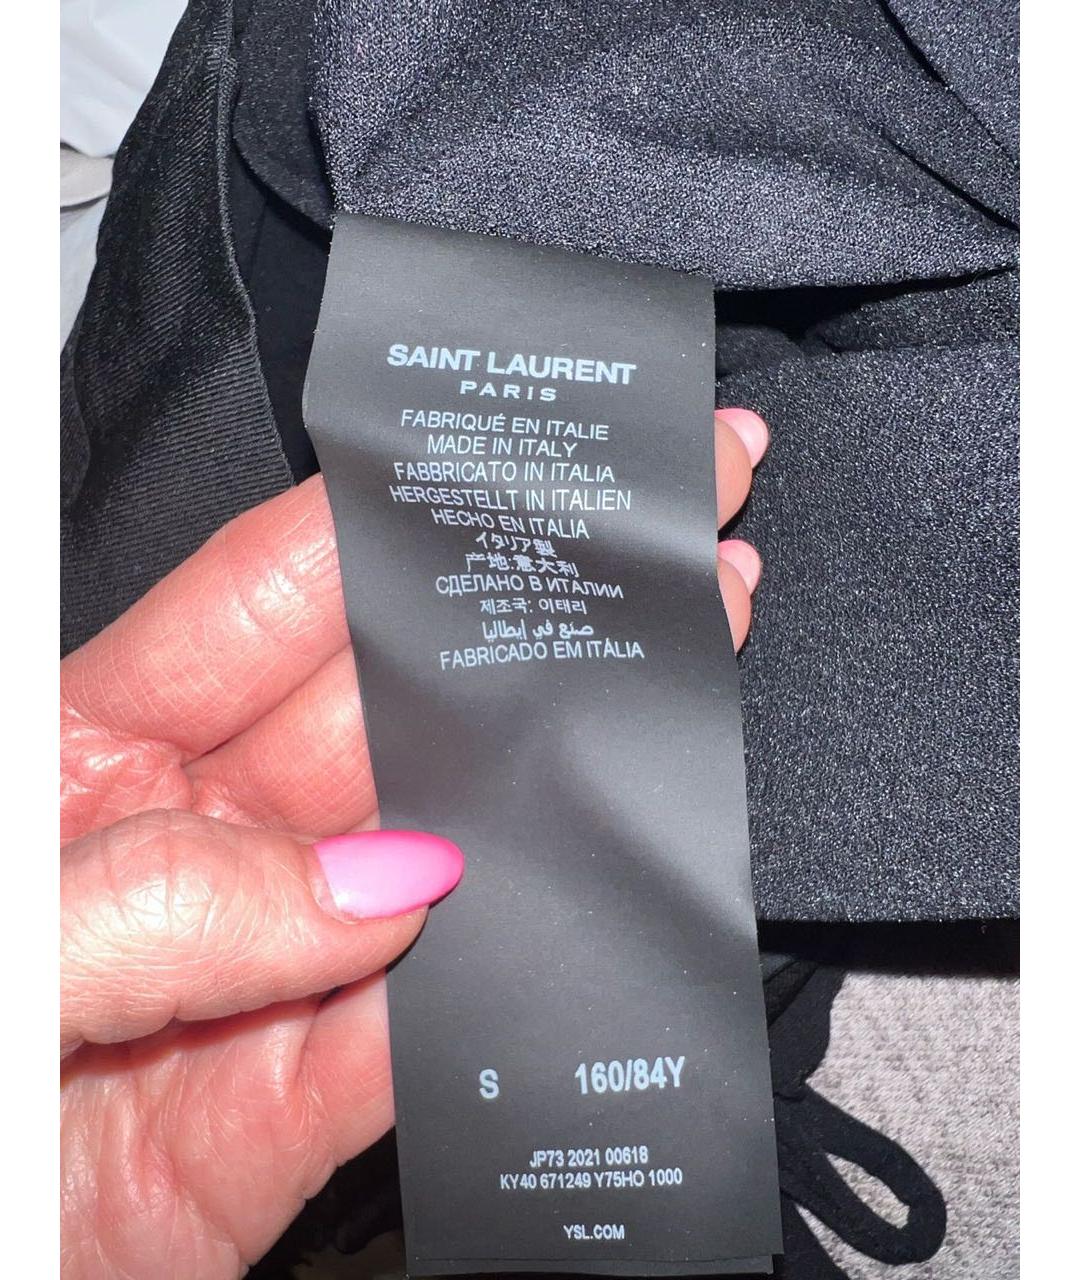 SAINT LAURENT
PARIS
FABRIQUÉ EN ITALIE
MADE IN ITALY
FABBRICATO IN ITALIA
HERGESTELLT IN ITALIEN
HECHO EN ITALIA
イタリア製
产地:意大利
СДЕЛАНО В ИТАЛИИ
제조국: 이태리
صنع في إيطاليا
FABRICADO EM ITÁLIA
S 160/84Y
JP73 2021 00618
KY40 671249 Y75HO 1000
YSL.COM